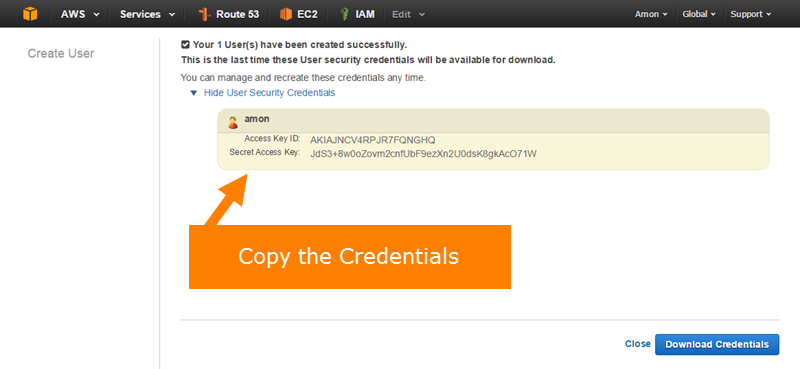 AWS Services Route 53 EC2 IAM Edit Amon Global Support
Create User
Your 1 User(s) have been created successfully.
This is the last time these User security credentials will be available for download.
You can manage and recreate these credentials any time.
Hide User Security Credentials
amon
Access Key ID: AKIAJNCV4RPJR7FQNGHQ
Secret Access Key: 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
Copy the Credentials
Close Download Credentials